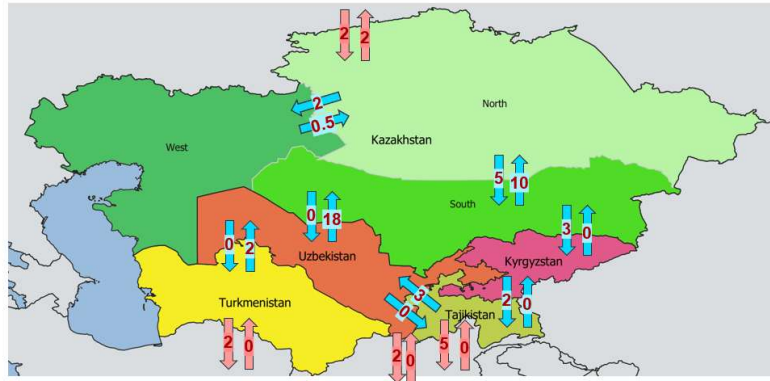 2 2
North
2
0.5
Kazakhstan
West
5 10
South
0 18
3 0
0 2
Uzbekistan
Kyrgyzstan
3
0
2 0
Turkmenistan
Tajikistan
2 0
2 0
5 0